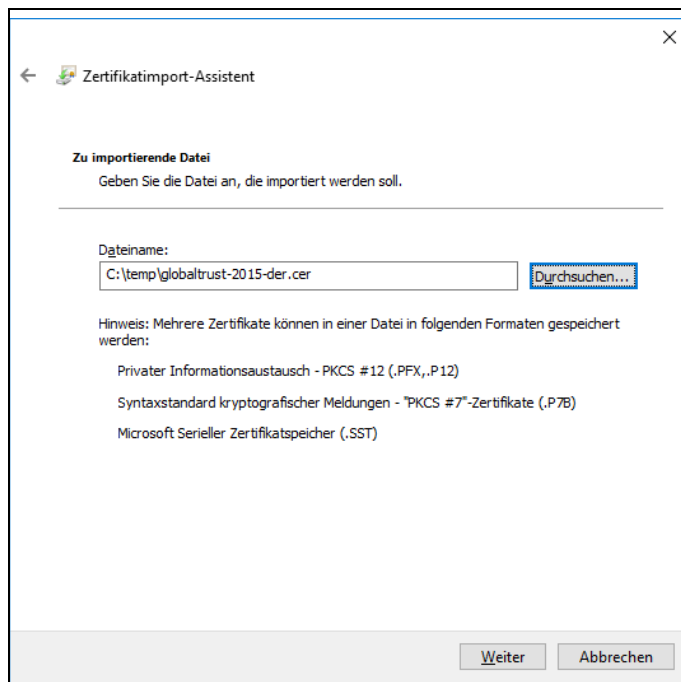 Zertifikatimport-Assistent
Zu importierende Datei
Geben Sie die Datei an, die importiert werden soll.
Dateiname:
C:\temp\globaltrust-2015-der.cer
Durchsuchen...
Hinweis: Mehrere Zertifikate können in einer Datei in folgenden Formaten gespeichert
werden:
Privater Informationsaustausch - PKCS #12 (.PFX,.P12)
Syntaxstandard kryptografischer Meldungen - "PKCS #7"-Zertifikate (.P7B)
Microsoft Serieller Zertifikatspeicher (.SST)
Weiter
Abbrechen